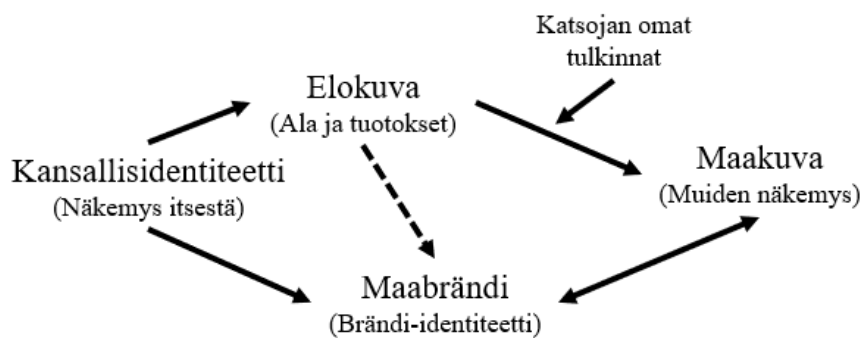 Katsojan omat
tulkinnat
Elokuva
(Ala ja tuotokset)
Kansallisidentiteetti
(Näkemys itsestä)
Maakuva
(Muiden näkemys)
Maabrändi
(Brändi-identiteetti)